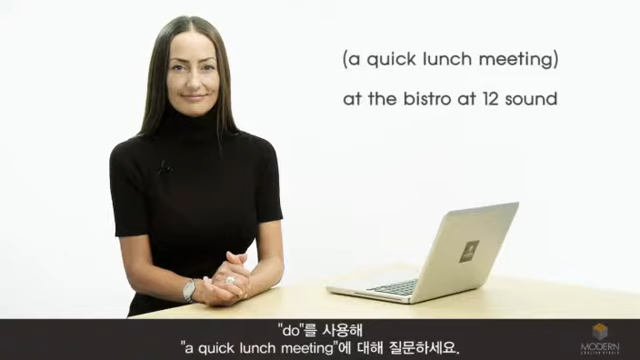 (a quick lunch meeting)
at the bistro at 12 sound
"do"를 사용해
"a quick lunch meeting"에 대해 질문하세요.
MODERN